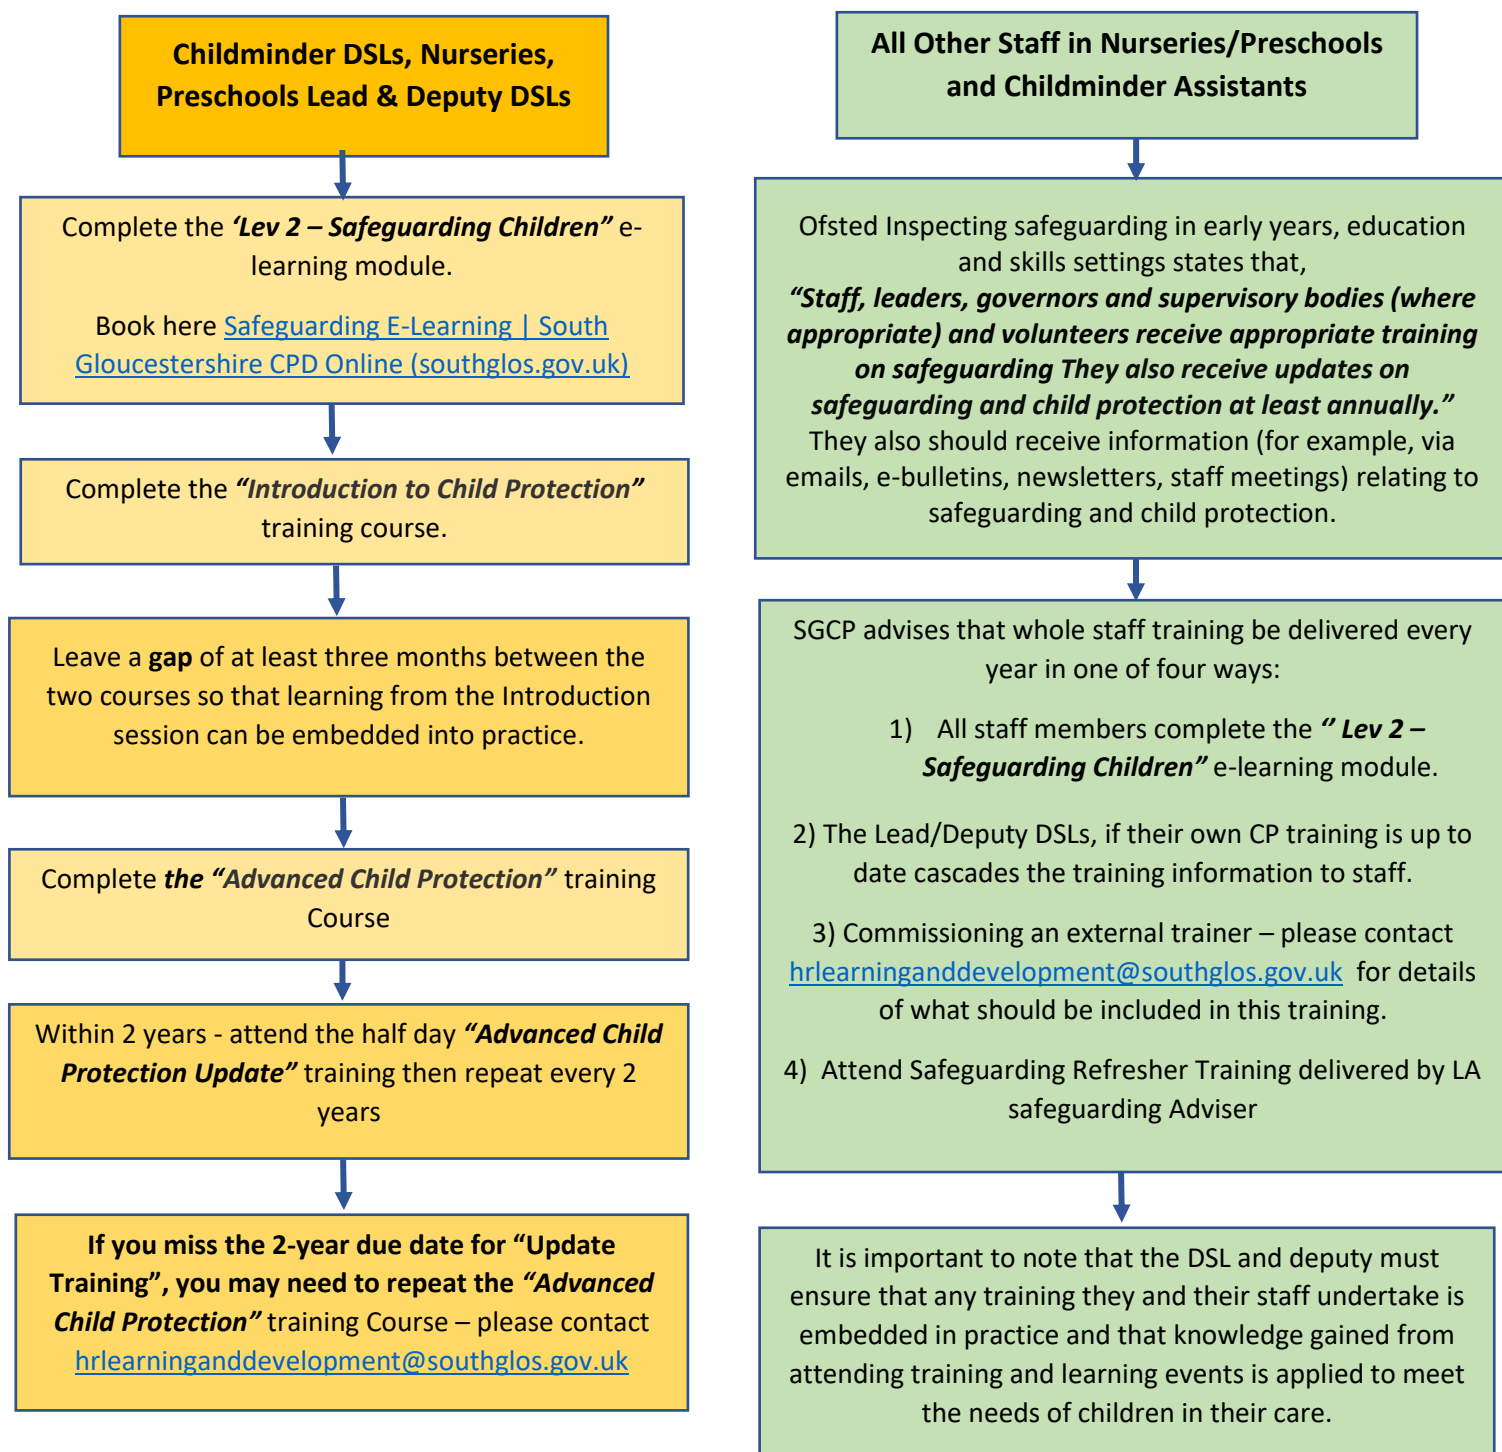 Childminder DSLs, Nurseries,
Preschools Lead & Deputy DSLs
Complete the ‘Lev 2 – Safeguarding Children” e-
learning module.
Book here Safeguarding E-Learning | South
Gloucestershire CPD Online (southglos.gov.uk)
Complete the “Introduction to Child Protection”
training course.
Leave a gap of at least three months between the
two courses so that learning from the Introduction
session can be embedded into practice.
Complete the “Advanced Child Protection” training
Course
Within 2 years - attend the half day “Advanced Child
Protection Update” training then repeat every 2
years
If you miss the 2-year due date for “Update
Training”, you may need to repeat the “Advanced
Child Protection” training Course – please contact
hrlearninganddevelopment@southglos.gov.uk
All Other Staff in Nurseries/Preschools
and Childminder Assistants
Ofsted Inspecting safeguarding in early years, education
and skills settings states that,
“Staff, leaders, governors and supervisory bodies (where
appropriate) and volunteers receive appropriate training
on safeguarding They also receive updates on
safeguarding and child protection at least annually.”
They also should receive information (for example, via
emails, e-bulletins, newsletters, staff meetings) relating to
safeguarding and child protection.
SGCP advises that whole staff training be delivered every
year in one of four ways:
1) All staff members complete the ‘’ Lev 2 –
Safeguarding Children” e-learning module.
2) The Lead/Deputy DSLs, if their own CP training is up to
date cascades the training information to staff.
3) Commissioning an external trainer – please contact
hrlearninganddevelopment@southglos.gov.uk for details
of what should be included in this training.
4) Attend Safeguarding Refresher Training delivered by LA
safeguarding Adviser
It is important to note that the DSL and deputy must
ensure that any training they and their staff undertake is
embedded in practice and that knowledge gained from
attending training and learning events is applied to meet
the needs of children in their care.